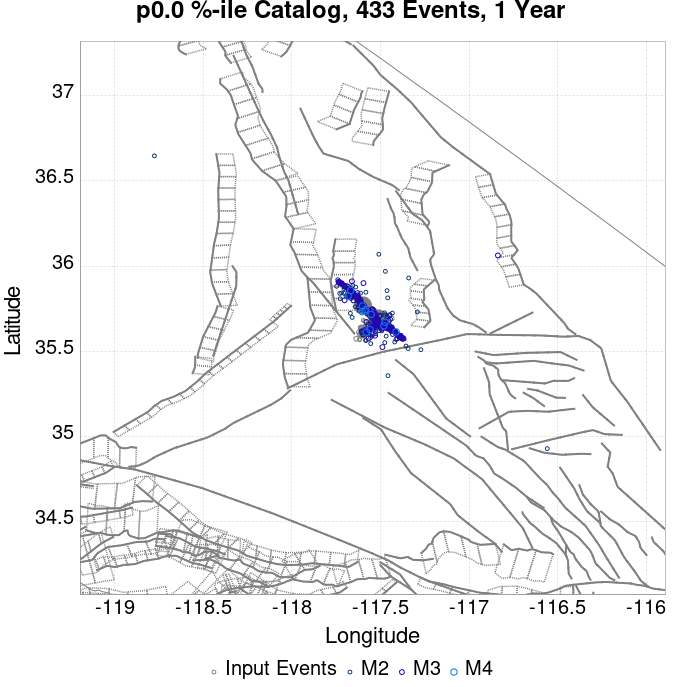 p0.0 %-ile Catalog, 433 Events, 1 Year
37
36.5
36
35.5
35
34.5
Latitude
-119 -118.5 -118 -117.5 -117 -116.5 -116
Longitude
Input Events M2 M3 M4